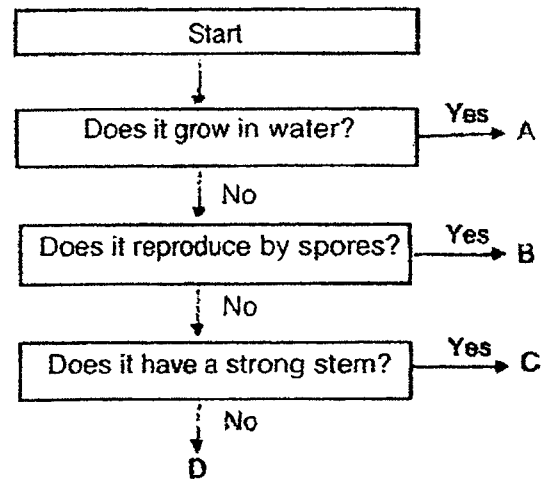 Start
Does it grow in water?
Yes
A
No
Does it reproduce by spores?
Yes
B
No
Does it have a strong stem?
Yes
C
No
D